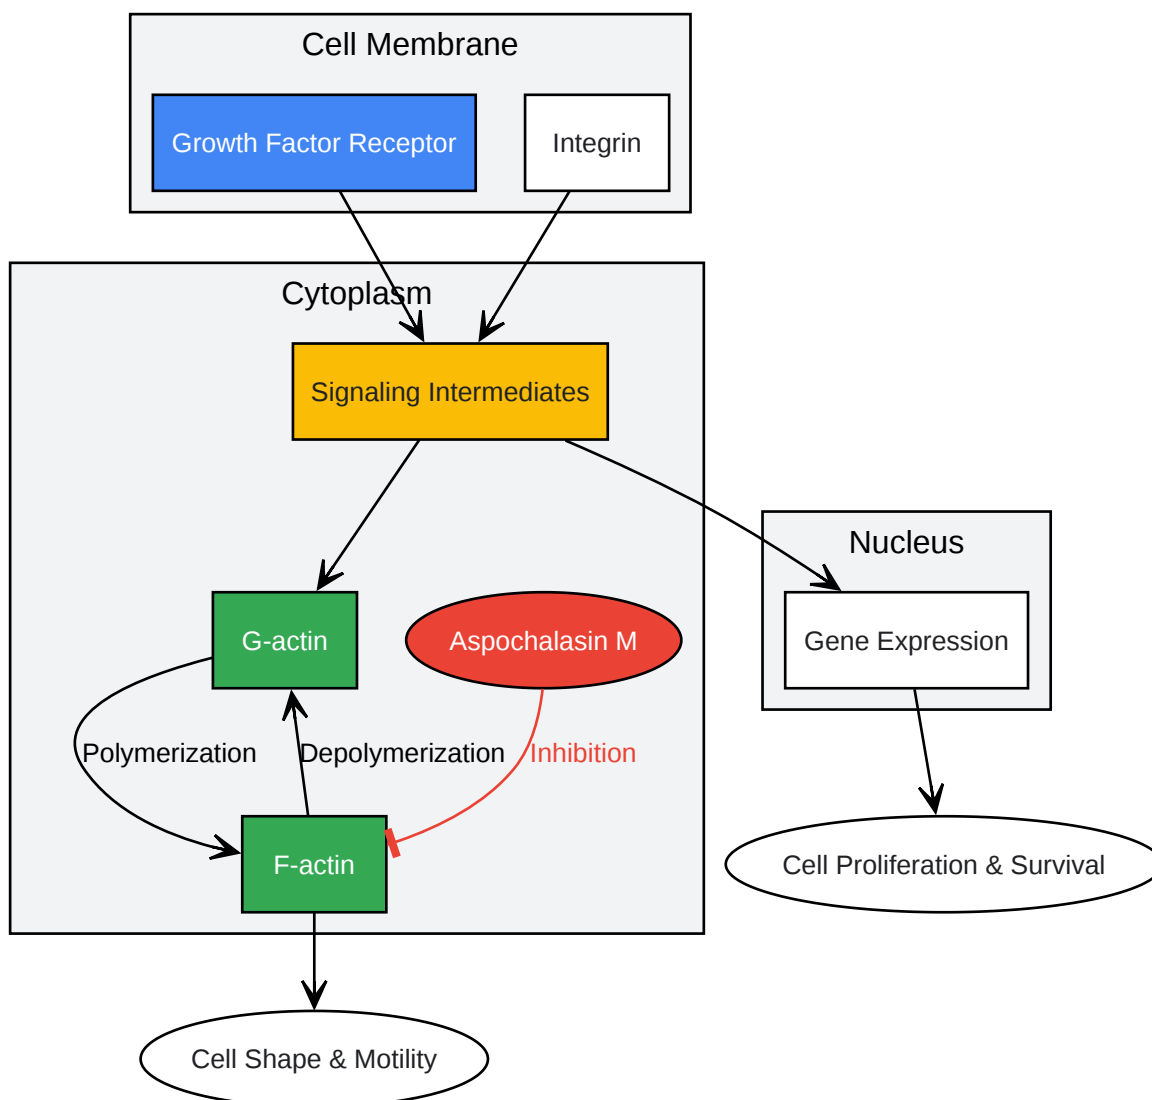 Cell Membrane
Growth Factor Receptor
Integrin
Cytoplasm
Signaling Intermediates
Nucleus
G-actin
Aspochalasin M
Gene Expression
Polymerization
Depolymerization
Inhibition
F-actin
Cell Proliferation & Survival
Cell Shape & Motility